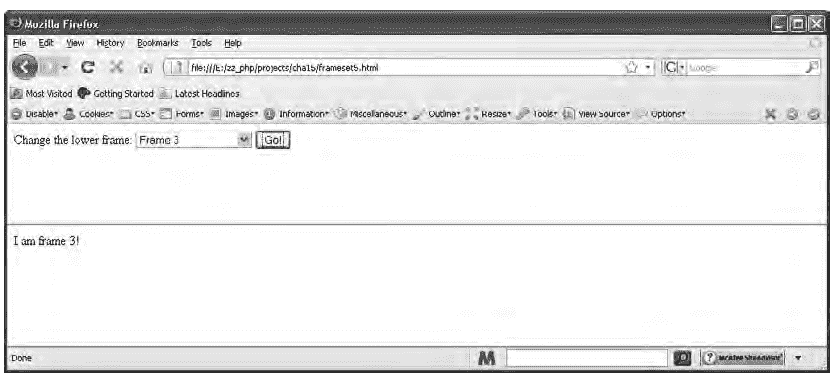 Mozilla Firefox
File Edit View History Bookmarks Tools Help
file:///E:/zz_php/projects/cha15/frameset5.html Google
Most Visited Getting Started Latest Headlines
Disable Cookies CSS Forms Images Information Miscellaneous Outline Resize Tools View Source Options
Change the lower frame: Frame 3 Go!
I am frame 3!
Done